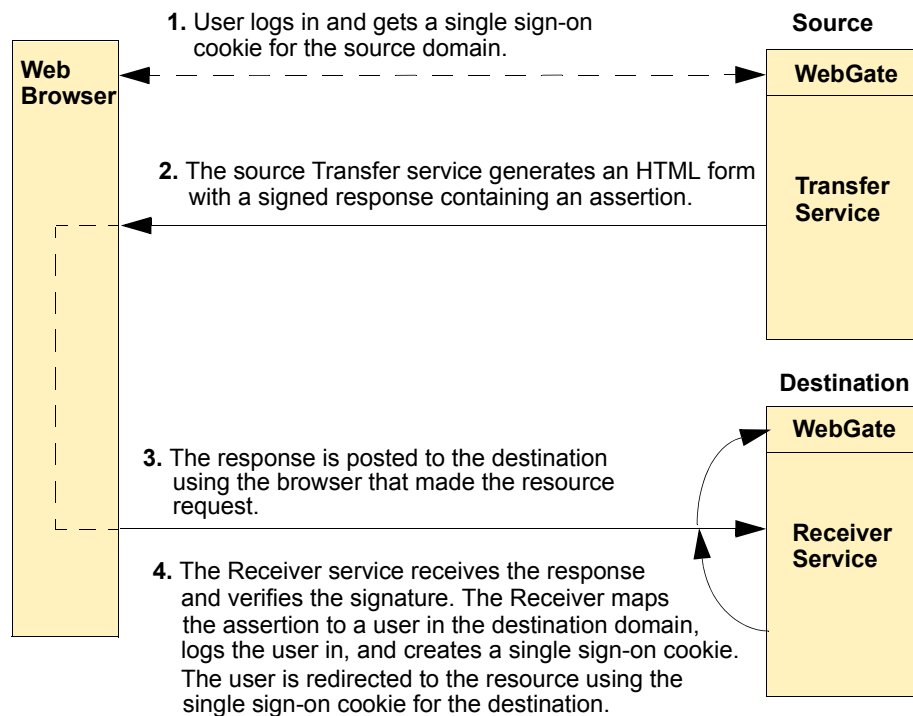 1. User logs in and gets a single sign-on
cookie for the source domain.
Source
Web
Browser
WebGate
2. The source Transfer service generates an HTML form
with a signed response containing an assertion.
Transfer
Service
Destination
WebGate
3. The response is posted to the destination
using the browser that made the resource
request.
Receiver
Service
4. The Receiver service receives the response
and verifies the signature. The Receiver maps
the assertion to a user in the destination domain,
logs the user in, and creates a single sign-on cookie.
The user is redirected to the resource using the
single sign-on cookie for the destination.